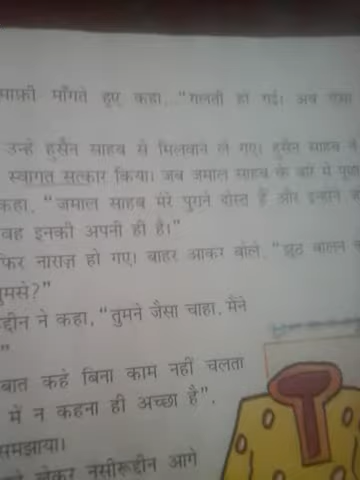 माफ़ी माँगते हुए कहा, "गलती हो गई। अब ऐसा
उन्हें हुसैन साहब से मिलवाने ले गए। हुसैन साहब ने
स्वागत सत्कार किया। जब जमाल साहब के बारे में पूछा
कहा, "जमाल साहब मेरे पुराने दोस्त हैं और इन्होंने
वह इनकी अपनी ही है।"
फिर नाराज़ हो गए। बाहर आकर बोले, "झूठ बोलने
तुमसे?"
द्दीन ने कहा, "तुमने जैसा चाहा, मैंने
"
बात कहे बिना काम नहीं चलता
में न कहना ही अच्छा है",
समझाया।
लेकर नसीरूद्दीन आगे